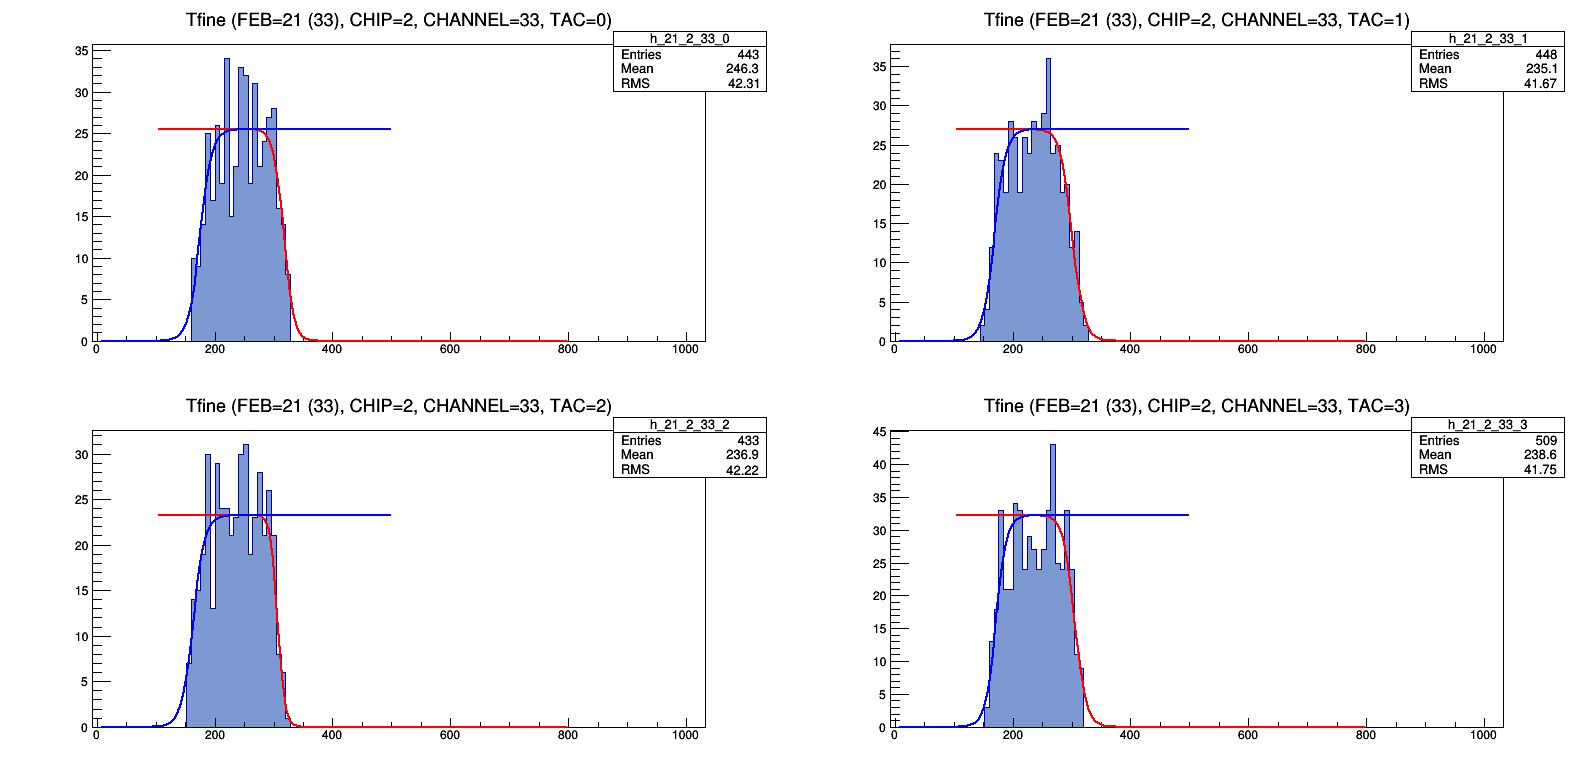 Tfine (FEB=21 (33), CHIP=2, CHANNEL=33, TAC=0)
h_21_2_33_0
Entries 443
Mean 246.3
RMS 42.31
35
30
25
20
15
10
5
0
0 200 400 600 800 1000
Tfine (FEB=21 (33), CHIP=2, CHANNEL=33, TAC=1)
h_21_2_33_1
Entries 448
Mean 235.1
RMS 41.67
35
30
25
20
15
10
5
0
0 200 400 600 800 1000
Tfine (FEB=21 (33), CHIP=2, CHANNEL=33, TAC=2)
h_21_2_33_2
Entries 433
Mean 236.9
RMS 42.22
30
25
20
15
10
5
0
0 200 400 600 800 1000
Tfine (FEB=21 (33), CHIP=2, CHANNEL=33, TAC=3)
h_21_2_33_3
Entries 509
Mean 238.6
RMS 41.75
45
40
35
30
25
20
15
10
5
0
0 200 400 600 800 1000